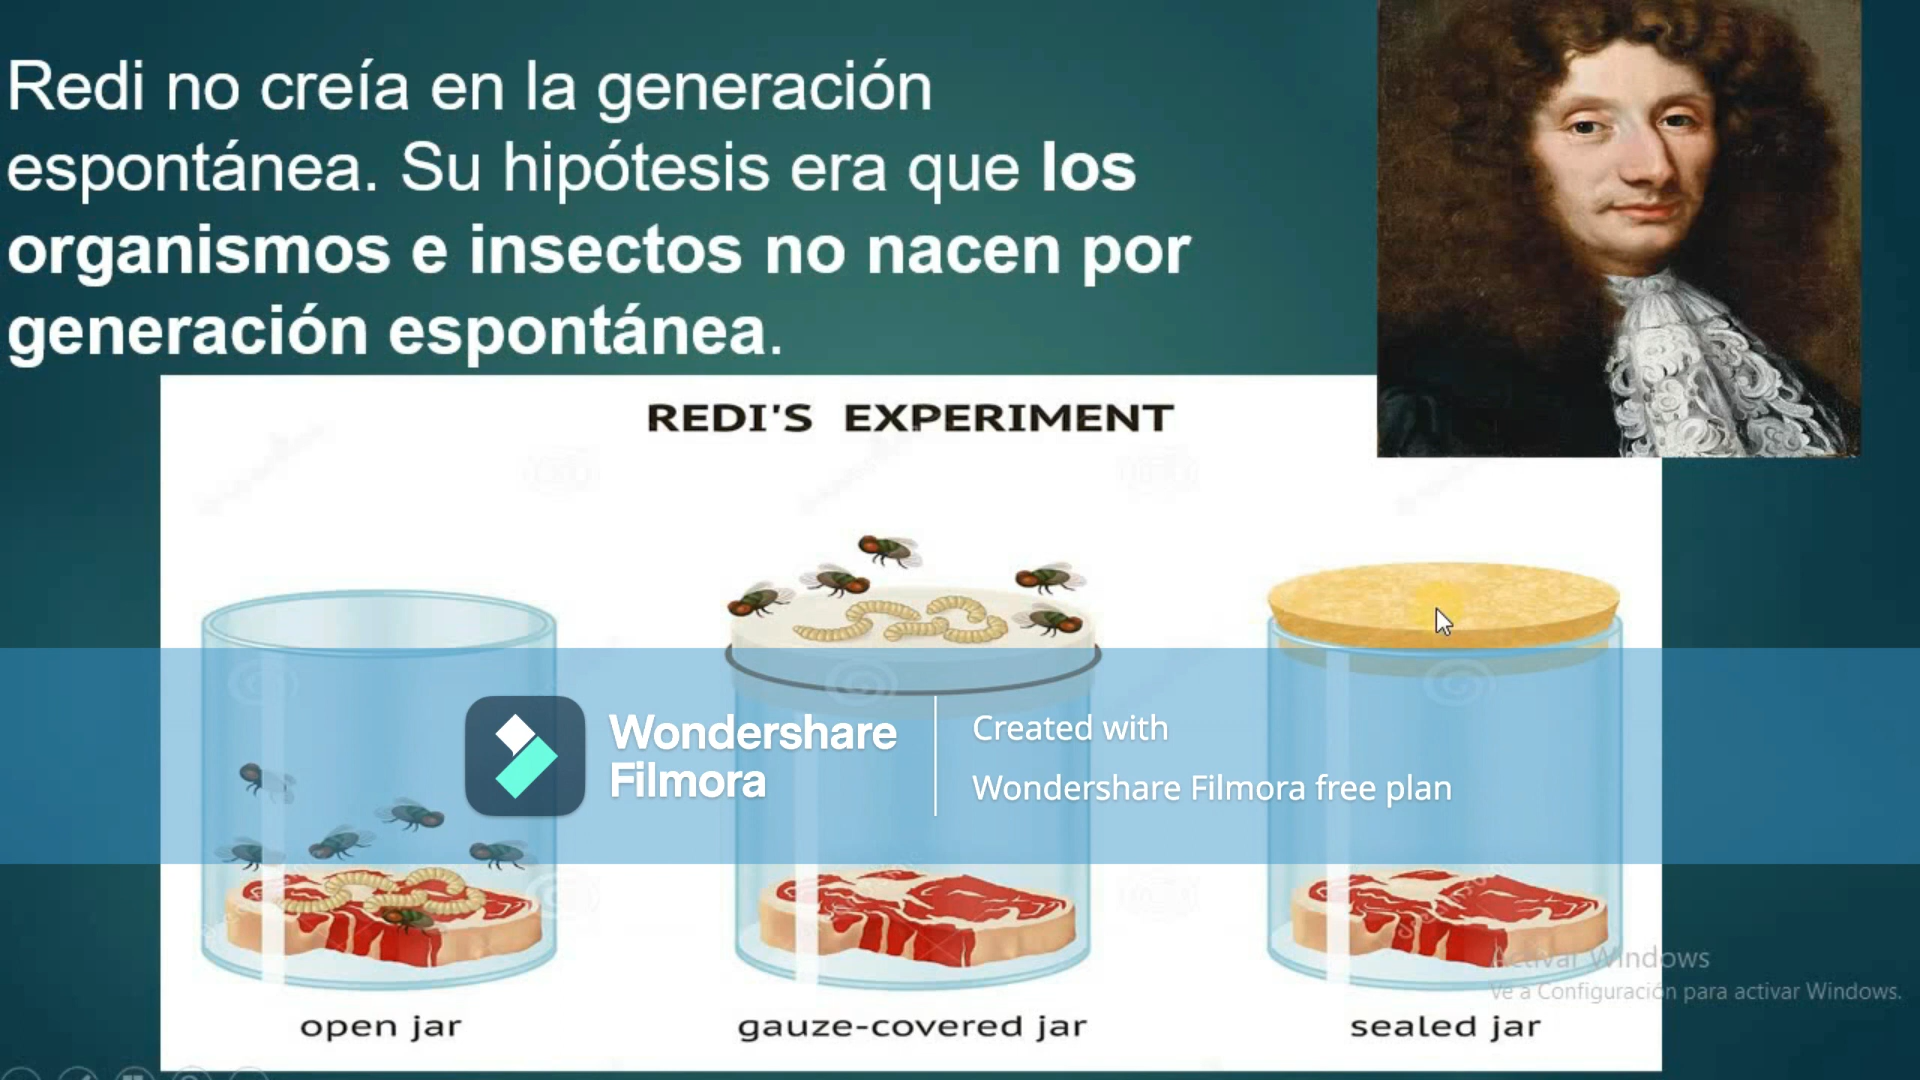 Redi no creía en la generación
espontánea. Su hipótesis era que los
organismos e insectos no nacen por
generación espontánea.
REDI'S EXPERIMENT
Wondershare
Filmora
Created with
Wondershare Filmora free plan
Activar Windows
Ve a Configuración para activar Windows.
open jar
gauze-covered jar
sealed jar